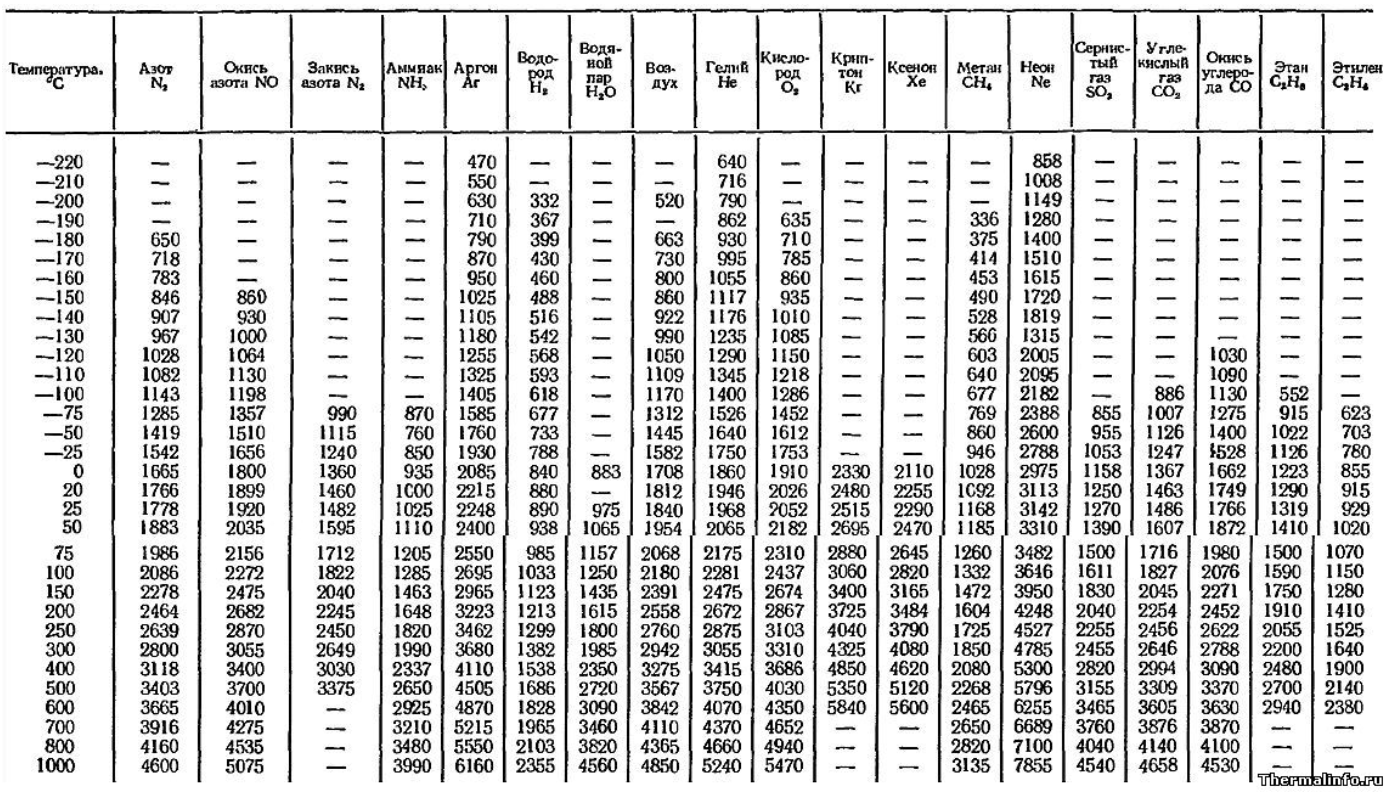 Температура, °C Азот N₂ Окись азота NO Закись азота N₂ Аммиак NH₃ Аргон Ar Водород H₂ Водяной пар H₂O Воздух Гелий He Кислород O₂ Криптон Kr Ксенон Xe Метан CH₄ Неон Ne Сернистый газ SO₂ Углекислый газ CO₂ Окись углерода CO Этан C₂H₈ Этилен C₂H₄
—220 — — — — 470 — — — 640 — — — — 858 — — — — —
—210 — — — — 550 — — — 716 — — — — 1008 — — — — —
—200 — — — — 630 332 — 520 790 — — — — 1149 — — — — —
—190 — — — — 710 367 — — 862 635 — — 336 1280 — — — — —
—180 650 — — — 790 399 — 663 930 710 — — 375 1400 — — — — —
—170 718 — — — 870 430 — 730 995 785 — — 414 1510 — — — — —
—160 783 — — — 950 460 — 800 1055 860 — — 453 1615 — — — — —
—150 846 860 — — 1025 488 — 860 1117 935 — — 490 1720 — — — — —
—140 907 930 — — 1105 516 — 922 1176 1010 — — 528 1819 — — — — —
—130 967 1000 — — 1180 542 — 990 1235 1085 — — 566 1315 — — — — —
—120 1028 1064 — — 1255 568 — 1050 1290 1150 — — 603 2005 — — 1030 — —
—110 1082 1130 — — 1325 593 — 1109 1345 1218 — — 640 2095 — — 1090 — —
—100 1143 1198 — — 1405 618 — 1170 1400 1286 — — 677 2182 — 886 1130 552 —
—75 1285 1357 990 870 1585 677 — 1312 1526 1452 — — 769 2388 855 1007 1275 915 623
—50 1419 1510 1115 760 1760 733 — 1445 1640 1612 — — 860 2600 955 1126 1400 1022 703
—25 1542 1656 1240 850 1930 788 — 1582 1750 1753 — — 946 2788 1053 1247 1528 1126 780
0 1665 1800 1360 935 2085 840 883 1708 1860 1910 2330 2110 1028 2975 1158 1367 1662 1223 855
20 1766 1899 1460 1000 2215 880 — 1812 1946 2026 2480 2255 1092 3113 1250 1463 1749 1290 915
25 1778 1920 1482 1025 2248 890 975 1840 1968 2052 2515 2290 1168 3142 1270 1486 1766 1319 929
50 1883 2035 1595 1110 2400 938 1065 1954 2065 2182 2695 2470 1185 3310 1390 1607 1872 1410 1020
75 1986 2156 1712 1205 2550 985 1157 2068 2175 2310 2880 2645 1260 3482 1500 1716 1980 1500 1070
100 2086 2272 1822 1285 2695 1033 1250 2180 2281 2437 3060 2820 1332 3646 1611 1827 2076 1590 1150
150 2278 2475 2040 1463 2965 1123 1435 2391 2475 2674 3400 3165 1472 3950 1830 2045 2271 1750 1280
200 2464 2682 2245 1648 3223 1213 1615 2558 2672 2867 3725 3484 1604 4248 2040 2254 2452 1910 1410
250 2639 2870 2450 1820 3462 1299 1800 2760 2875 3103 4040 3790 1725 4527 2255 2456 2622 2055 1525
300 2800 3055 2649 1990 3680 1382 1985 2942 3055 3310 4325 4080 1850 4785 2455 2646 2788 2200 1640
400 3118 3400 3030 2337 4110 1538 2350 3275 3415 3686 4850 4620 2080 5300 2820 2994 3090 2480 1900
500 3403 3700 3375 2650 4505 1686 2720 3567 3750 4030 5350 5120 2268 5796 3155 3309 3370 2700 2140
600 3665 4010 — 2925 4870 1828 3090 3842 4070 4350 5840 5600 2465 6255 3465 3605 3630 2940 2380
700 3916 4275 — 3210 5215 1965 3460 4110 4370 4652 — — 2650 6689 3760 3876 3870 — —
800 4160 4535 — 3480 5550 2103 3820 4365 4660 4940 — — 2820 7100 4040 4140 4100 — —
1000 4600 5075 — 3990 6160 2355 4560 4850 5240 5470 — — 3135 7855 4540 4658 4530 — —
Thermalinfo.ru